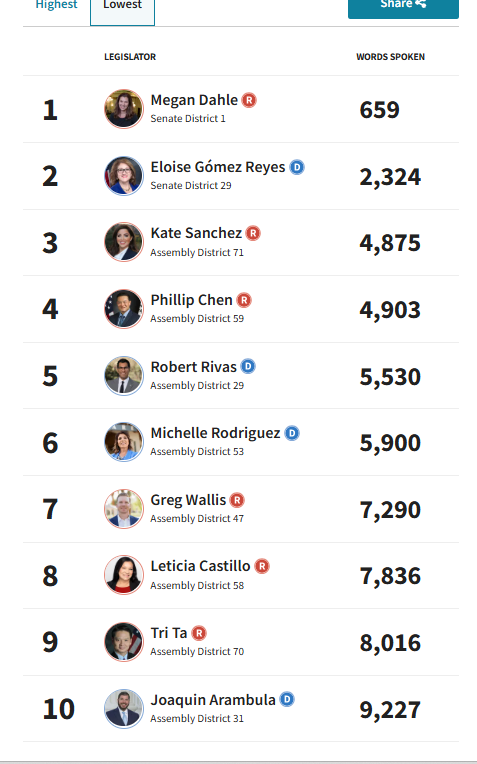 Highest Lowest Share
LEGISLATOR WORDS SPOKEN
1 Megan Dahle R 659
Senate District 1
2 Eloise Gómez Reyes D 2,324
Senate District 29
3 Kate Sanchez R 4,875
Assembly District 71
4 Phillip Chen R 4,903
Assembly District 59
5 Robert Rivas D 5,530
Assembly District 29
6 Michelle Rodriguez D 5,900
Assembly District 53
7 Greg Wallis R 7,290
Assembly District 47
8 Leticia Castillo R 7,836
Assembly District 58
9 Tri Ta R 8,016
Assembly District 70
10 Joaquin Arambula D 9,227
Assembly District 31